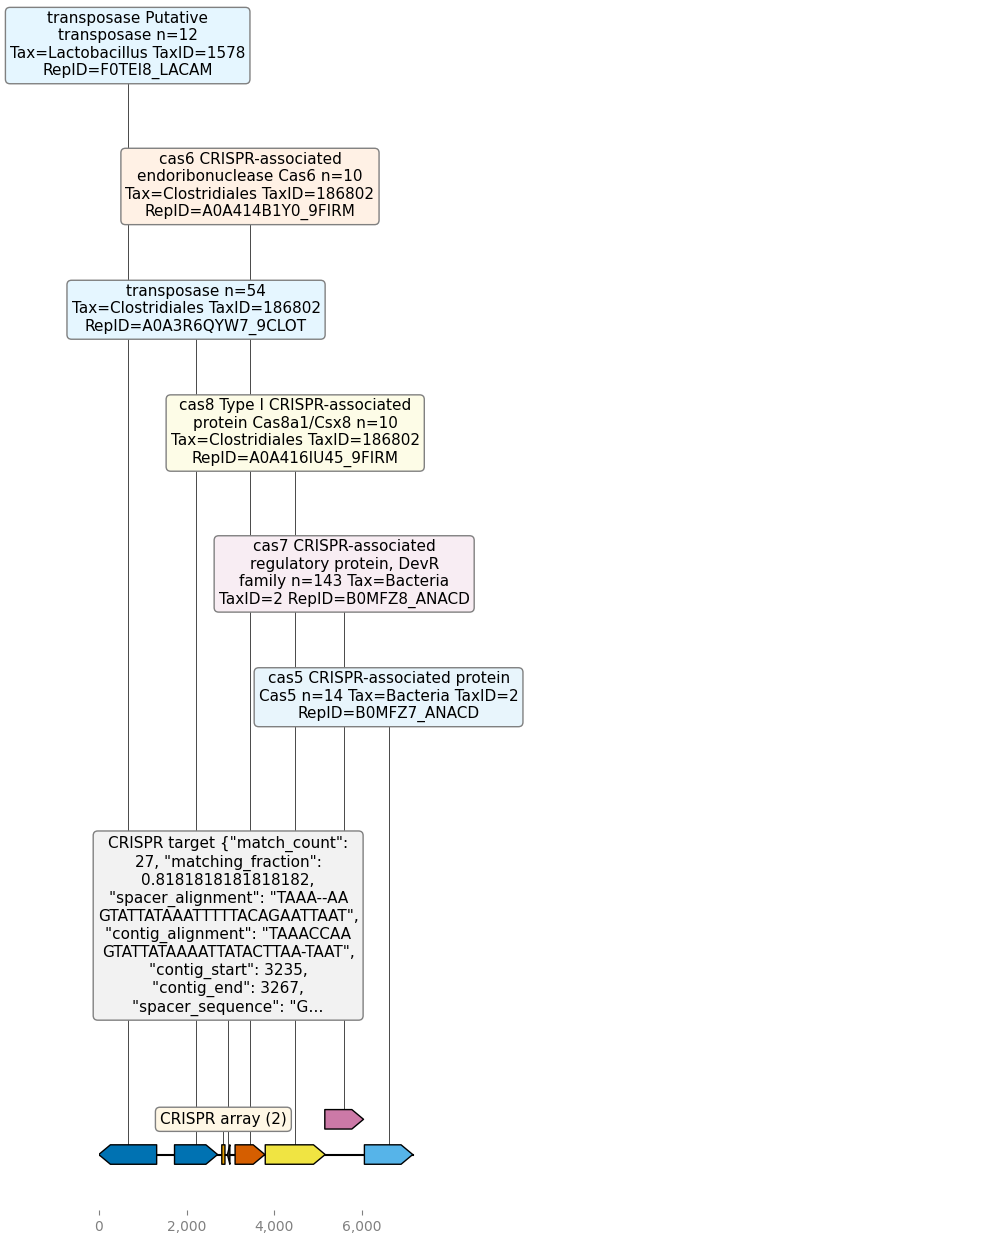 transposase Putative
transposase n=12
Tax=Lactobacillus TaxID=1578
RepID=F0TEI8_LACAM
cas6 CRISPR-associated
endoribonuclease Cas6 n=10
Tax=Clostridiales TaxID=186802
RepID=A0A414B1Y0_9FIRM
transposase n=54
Tax=Clostridiales TaxID=186802
RepID=A0A3R6QYW7_9CLOT
cas8 Type I CRISPR-associated
protein Cas8a1/Csx8 n=10
Tax=Clostridiales TaxID=186802
RepID=A0A416IU45_9FIRM
cas7 CRISPR-associated
regulatory protein, DevR
family n=143 Tax=Bacteria
TaxID=2 RepID=B0MFZ8_ANACD
cas5 CRISPR-associated protein
Cas5 n=14 Tax=Bacteria TaxID=2
RepID=B0MFZ7_ANACD
CRISPR target {"match_count":
27, "matching_fraction":
0.8181818181818182,
"spacer_alignment": "TAAA--AA
GTATTATAAATTTTTACAGAATTAAT",
"contig_alignment": "TAAACCAA
GTATTATAAAATTATACTTAA-TAAT",
"contig_start": 3235,
"contig_end": 3267,
"spacer_sequence": "G...
CRISPR array (2)
0 2,000 4,000 6,000